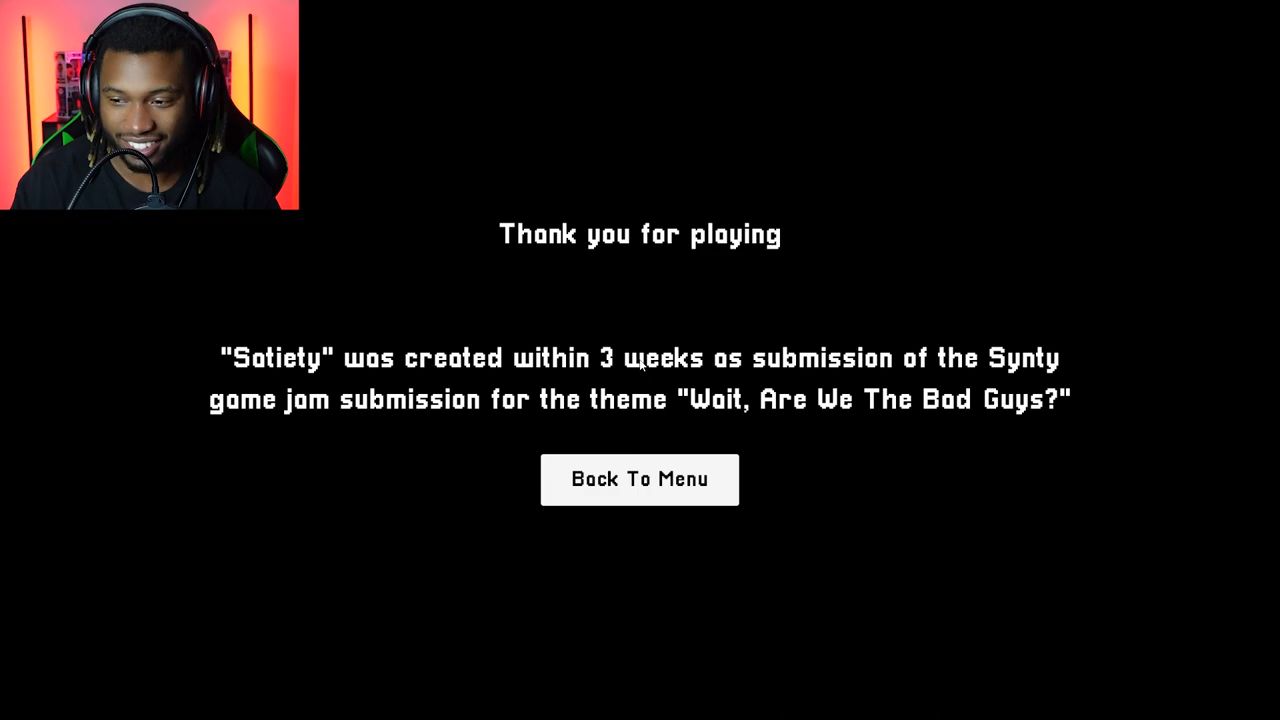 Thank you for playing
"Satiety" was created within 3 weeks as submission of the Synty
game jam submission for the theme "Wait, Are We The Bad Guys?"
Back To Menu